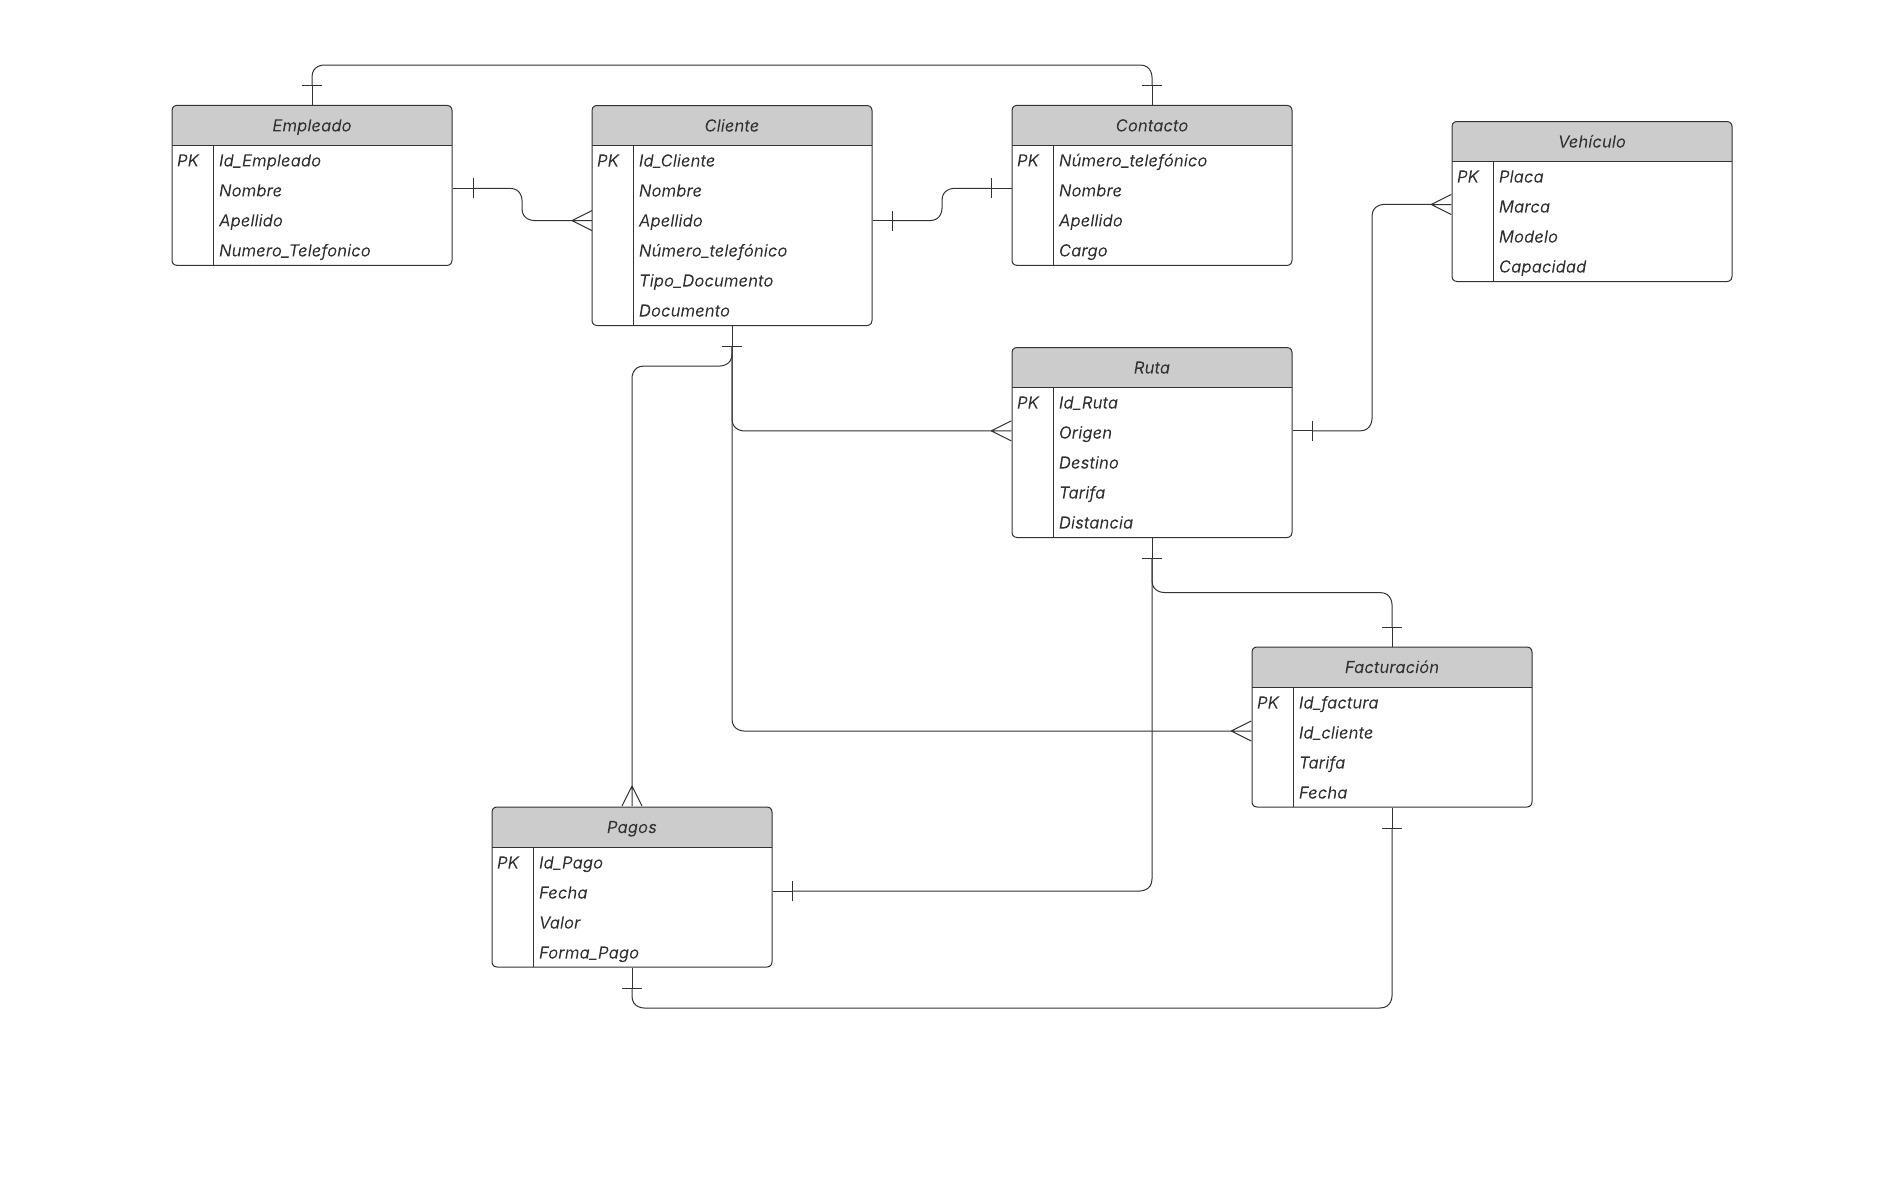 Empleado
PK Id_Empleado
Nombre
Apellido
Numero_Telefonico
Cliente
PK Id_Cliente
Nombre
Apellido
Número_telefónico
Tipo_Documento
Documento
Contacto
PK Número_telefónico
Nombre
Apellido
Cargo
Vehículo
PK Placa
Marca
Modelo
Capacidad
Ruta
PK Id_Ruta
Origen
Destino
Tarifa
Distancia
Facturación
PK Id_factura
Id_cliente
Tarifa
Fecha
Pagos
PK Id_Pago
Fecha
Valor
Forma_Pago